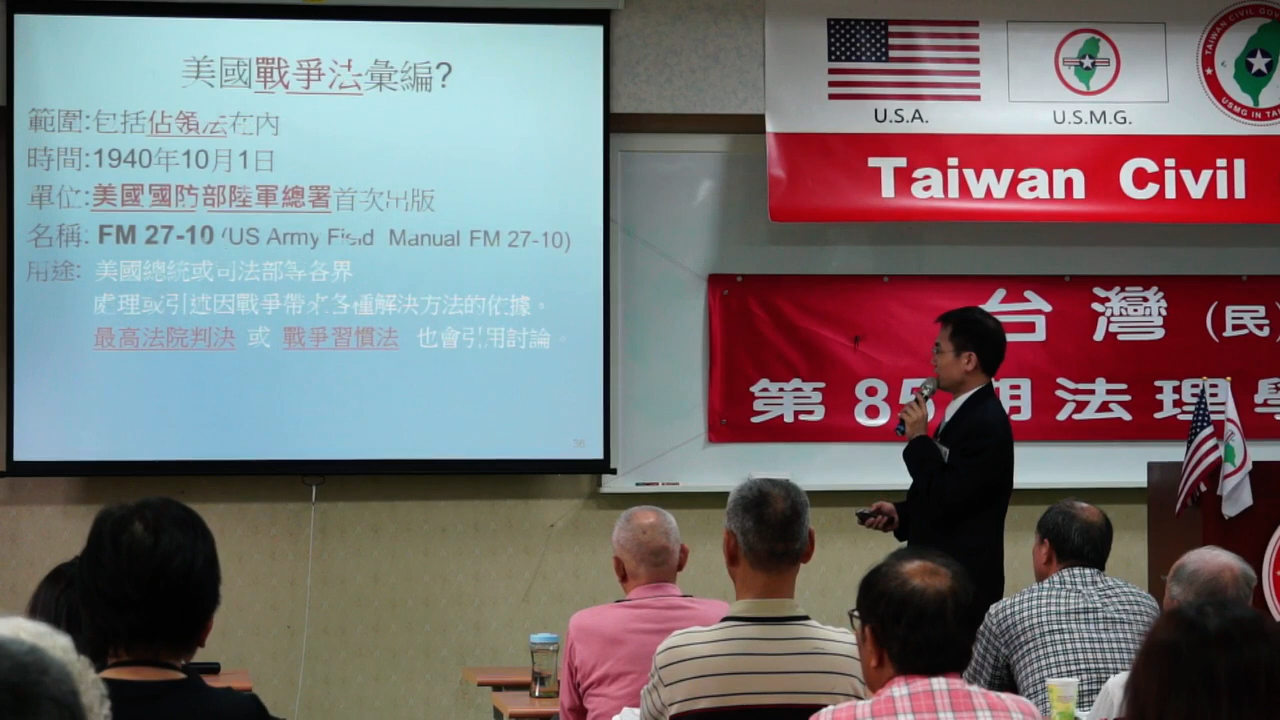 美國戰爭法彙編?
範圍:包括佔領法在內
時間:1940年10月1日
單位:美國國防部陸軍總署首次出版
名稱: FM 27-10 (US Army Field Manual FM 27-10)
用途: 美國總統或司法部等各界
處理或引述因戰爭帶來各種解決方法的依據。
最高法院判決 或 戰爭習慣法 也會引用討論。
36
U.S.A.
U.S.M.G.
Taiwan Civil
台灣(民
第85期法理學